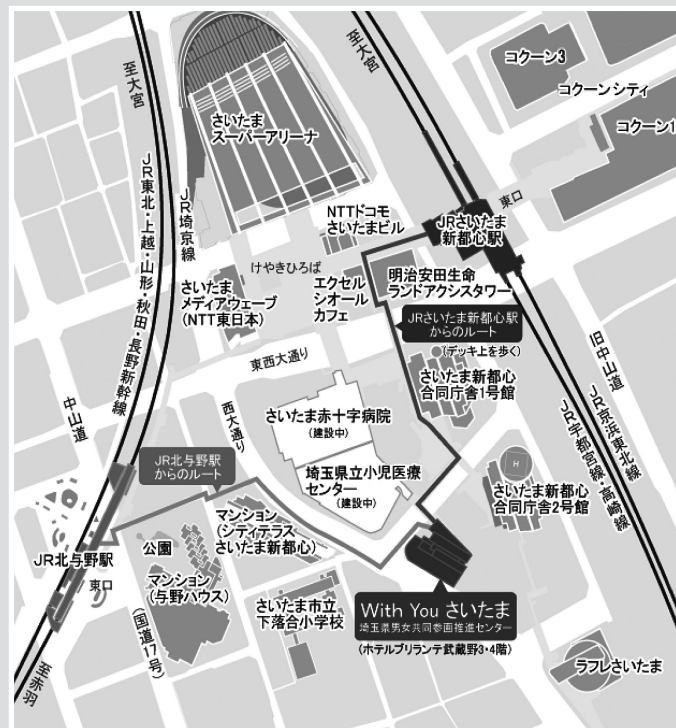 至大宮
至大宮
コクーン3
コクーンシティ
コクーン1
さいたま
スーパーアリーナ
JR東北・上越・山形・秋田・長野新幹線
JR埼京線
NTTドコモ
さいたまビル
東口
JRさいたま
新都心駅
けやきひろば
さいたま
メディアウェーブ
(NTT東日本)
エクセル
シオール
カフェ
明治安田生命
ランドアクシスタワー
JRさいたま新都心駅
からのルート
(デッキ上を歩く)
東西大通り
さいたま新都心
合同庁舎1号館
旧中山道
JR京浜東北線
JR宇都宮線・高崎線
中山道
西大通り
さいたま赤十字病院
(建設中)
埼玉県立小児医療
センター
(建設中)
JR北与野駅
からのルート
H
さいたま新都心
合同庁舎2号館
マンション
(シティテラス
さいたま新都心)
公園
JR北与野駅
東口
マンション
(与野ハウス)
(国道17号)
さいたま市立
下落合小学校
With You さいたま
埼玉県男女共同参画推進センター
(ホテルブリランテ武蔵野3・4階)
ラフレさいたま
至赤羽